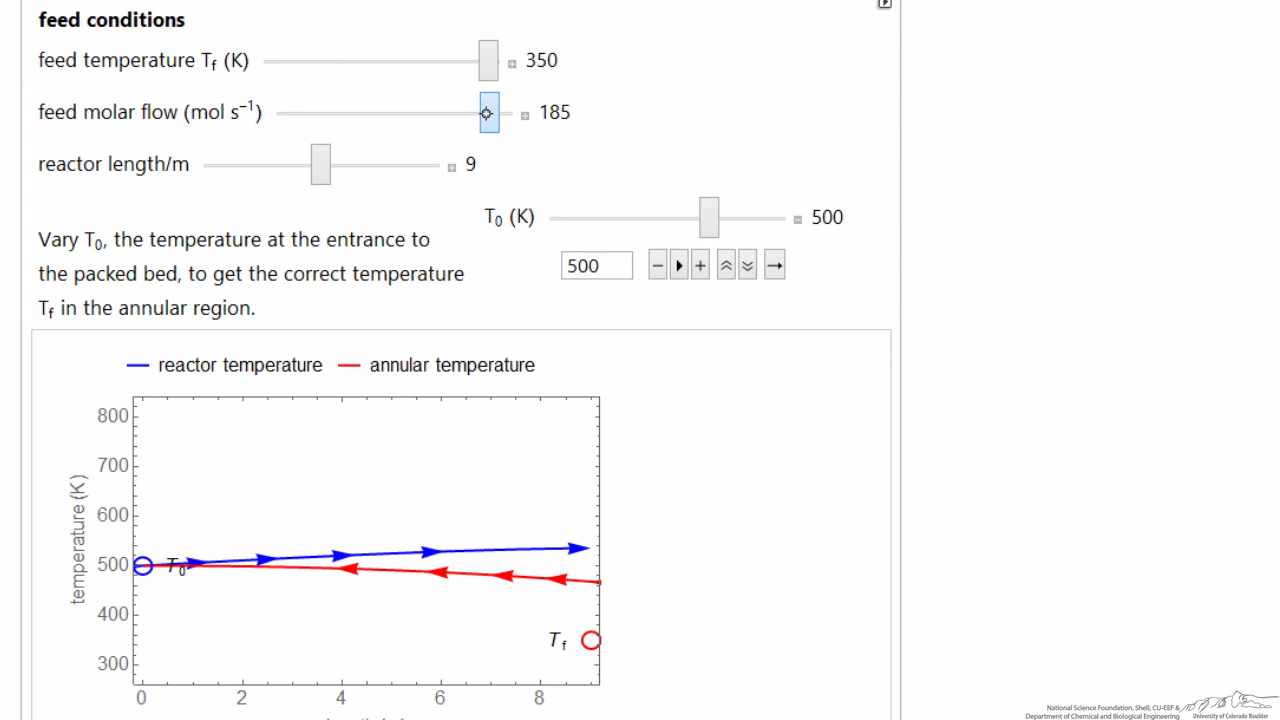 feed conditions
feed temperature Tf (K) 350
feed molar flow (mol s⁻¹) 185
reactor length/m 9
T0 (K) 500
500
Vary T0, the temperature at the entrance to
the packed bed, to get the correct temperature
Tf in the annular region.
reactor temperature annular temperature
800
700
600
500
400
300
temperature (K)
T0
Tf
0 2 4 6 8
National Science Foundation, Shell, CU-EEF &
Department of Chemical and Biological Engineering
University of Colorado Boulder